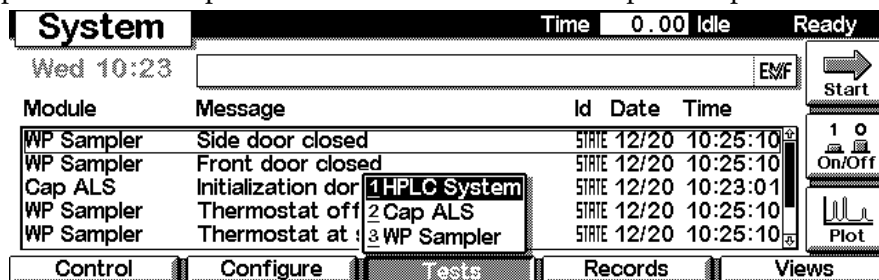 System Time 0.00 Idle Ready
Wed 10:23 EMF
Start
Module Message Id Date Time
WP Sampler Side door closed STATE 12/20 10:25:10
WP Sampler Front door closed STATE 12/20 10:25:10
1 0
On/Off
Cap ALS Initialization dor STATE 12/20 10:23:01
1 HPLC System
WP Sampler Thermostat off STATE 12/20 10:25:10
2 Cap ALS
WP Sampler Thermostat at STATE 12/20 10:25:10
3 WP Sampler
Plot
Control Configure Tests Records Views